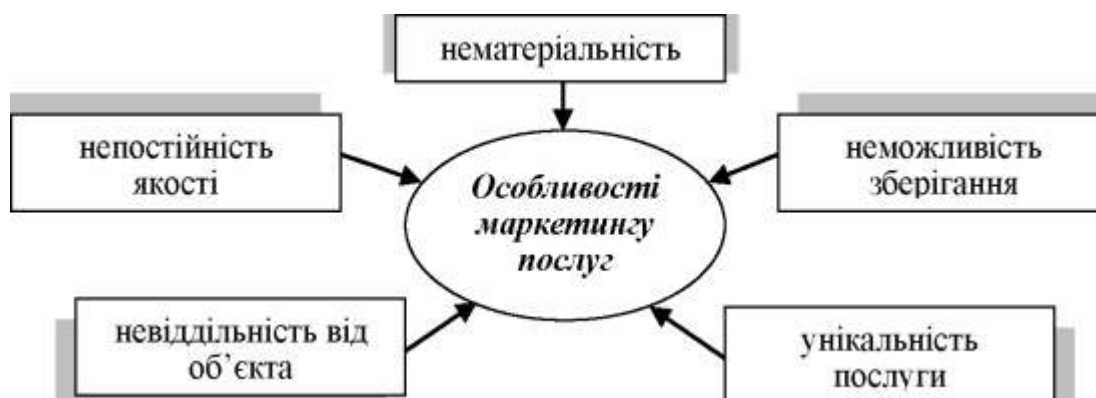 нематеріальність
непостійність
якості
неможливість
зберігання
Особливості
маркетингу
послуг
невіддільність від
об’єкта
унікальність
послуги